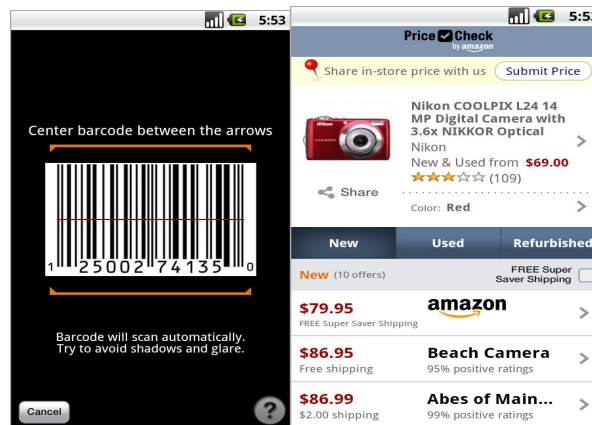 5:53
Center barcode between the arrows
1 25002 74135 0
Barcode will scan automatically.
Try to avoid shadows and glare.
Cancel
?
5:53
Price Check
by amazon
Share in-store price with us
Submit Price
Nikon COOLPIX L24 14
MP Digital Camera with
3.6x NIKKOR Optical
Nikon
New & Used from $69.00
(109)
Share
Color: Red
New
Used
Refurbished
New (10 offers)
FREE Super
Saver Shipping
$79.95
amazon
FREE Super Saver Shipping
$86.95
Beach Camera
Free shipping
95% positive ratings
$86.99
Abes of Main...
$2.00 shipping
99% positive ratings